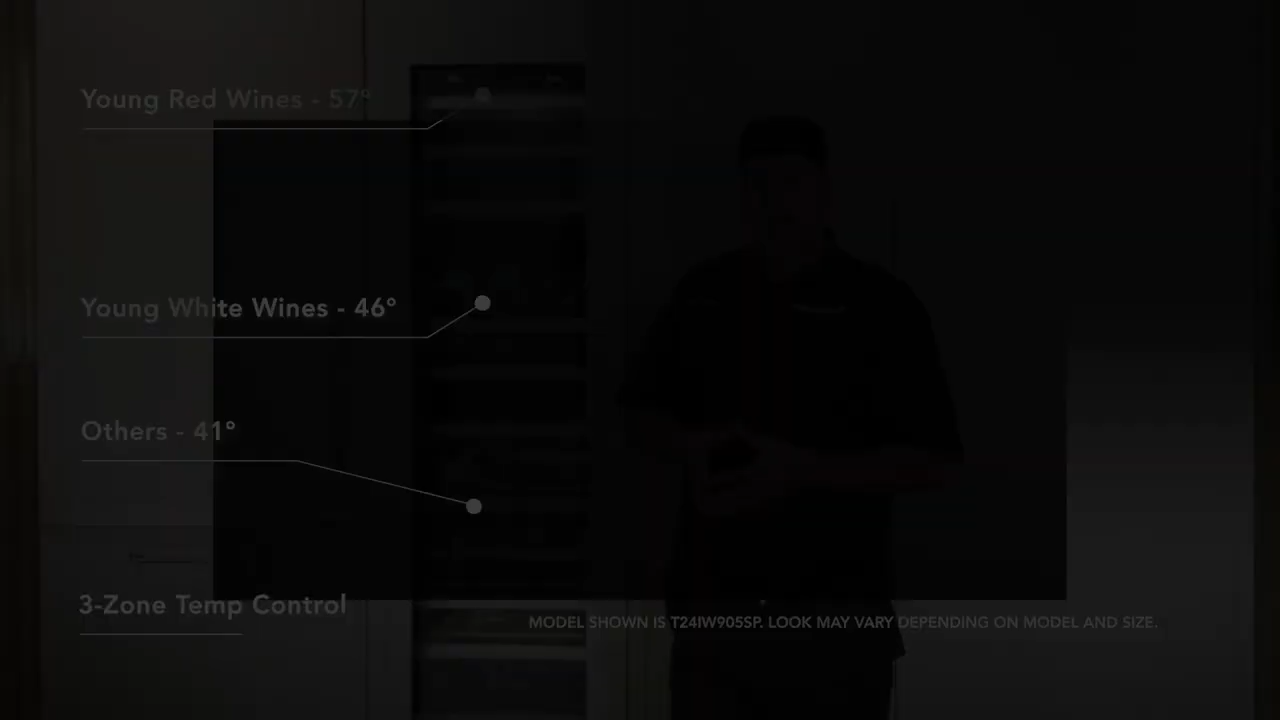 Young Red Wines - 57°
Young White Wines - 46°
Others - 41°
3-Zone Temp Control
MODEL SHOWN IS T24IW905SP. LOOK MAY VARY DEPENDING ON MODEL AND SIZE.